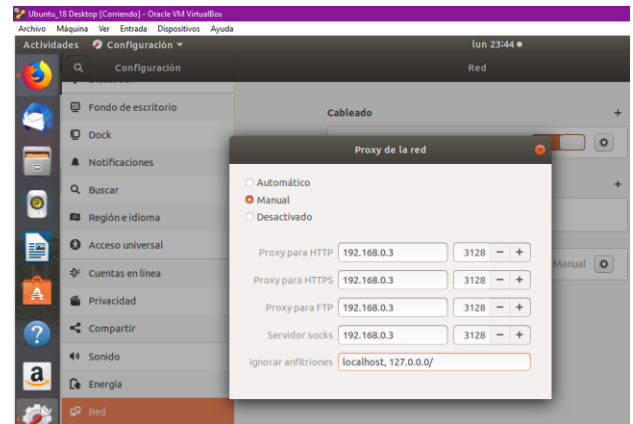 Ubuntu_18 Desktop [Corriendo] - Oracle VM VirtualBox
Archivo Máquina Ver Entrada Dispositivos Ayuda
Actividades Configuración lun 23:44
Configuración Red
Fondo de escritorio
Dock
Notificaciones
Buscar
Región e idioma
Acceso universal
Cuentas en línea
Privacidad
Compartir
Sonido
Energía
Red
Cableado +
+
Manual
Proxy de la red
Automático
Manual
Desactivado
Proxy para HTTP 192.168.0.3 3128 − +
Proxy para HTTPS 192.168.0.3 3128 − +
Proxy para FTP 192.168.0.3 3128 − +
Servidor socks 192.168.0.3 3128 − +
Ignorar anfitriones localhost, 127.0.0.0/